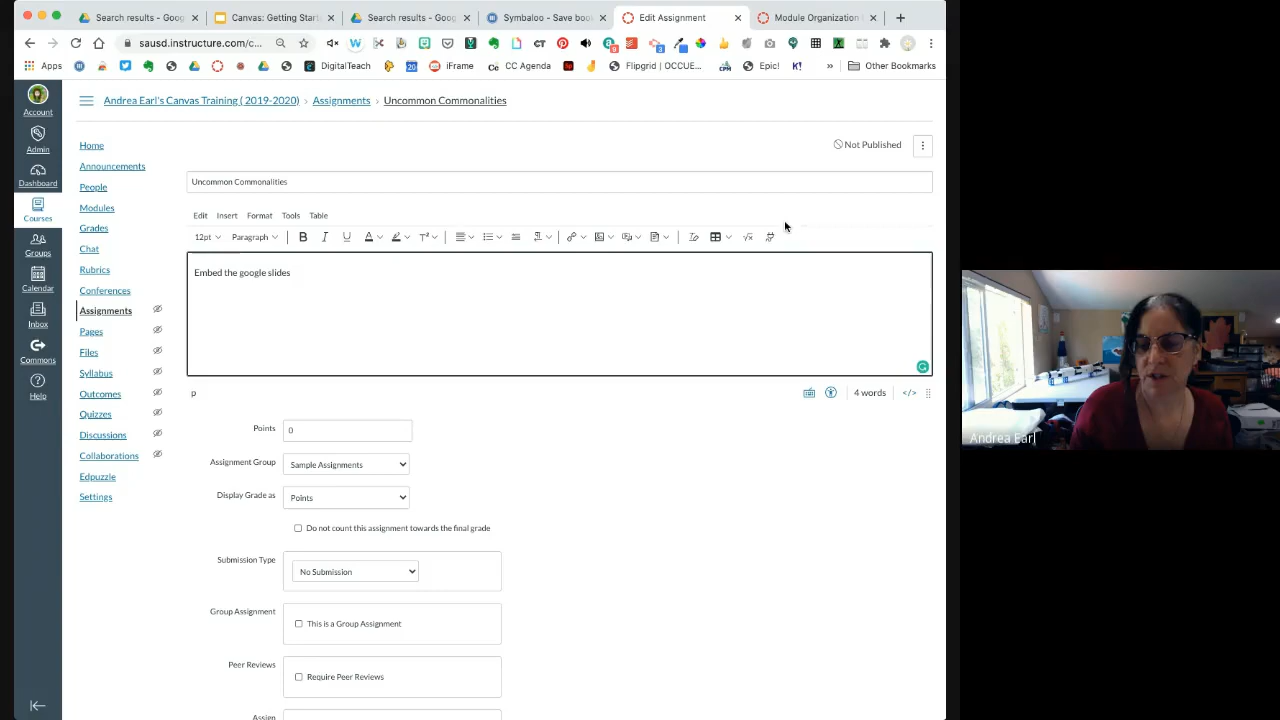 Search results - Goog
Canvas: Getting Start
Search results - Goog
Symbaloo - Save boo
Edit Assignment
Module Organization
sausd.instructure.com/c...
Apps
DigitalTeach
iFrame
CC Agenda
Flipgrid | OCCUE...
Epic!
Other Bookmarks
Account
Admin
Dashboard
Courses
Groups
Calendar
Inbox
Commons
Help
Andrea Earl's Canvas Training ( 2019-2020) › Assignments › Uncommon Commonalities
Home
Announcements
People
Modules
Grades
Chat
Rubrics
Conferences
Assignments
Pages
Files
Syllabus
Outcomes
Quizzes
Discussions
Collaborations
Edpuzzle
Settings
Not Published
Uncommon Commonalities
Edit Insert Format Tools Table
12pt Paragraph
Embed the google slides
p
4 words </>
Points 0
Assignment Group Sample Assignments
Display Grade as Points
Do not count this assignment towards the final grade
Submission Type No Submission
Group Assignment This is a Group Assignment
Peer Reviews Require Peer Reviews
Assign
Andrea Earl